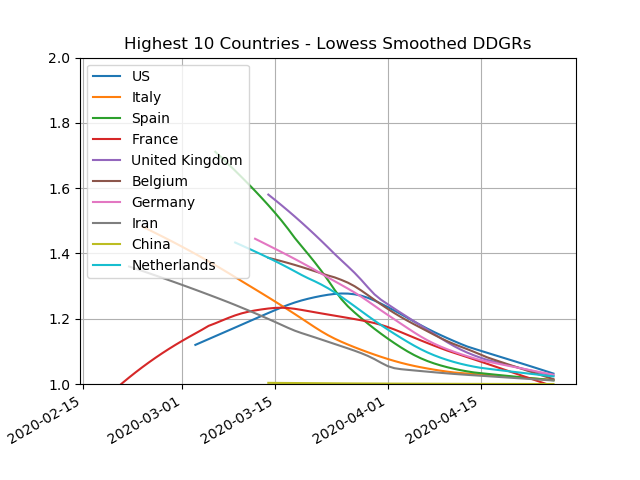 Highest 10 Countries - Lowess Smoothed DDGRs
2.0
1.8
1.6
1.4
1.2
1.0
US
Italy
Spain
France
United Kingdom
Belgium
Germany
Iran
China
Netherlands
2020-02-15
2020-03-01
2020-03-15
2020-04-01
2020-04-15